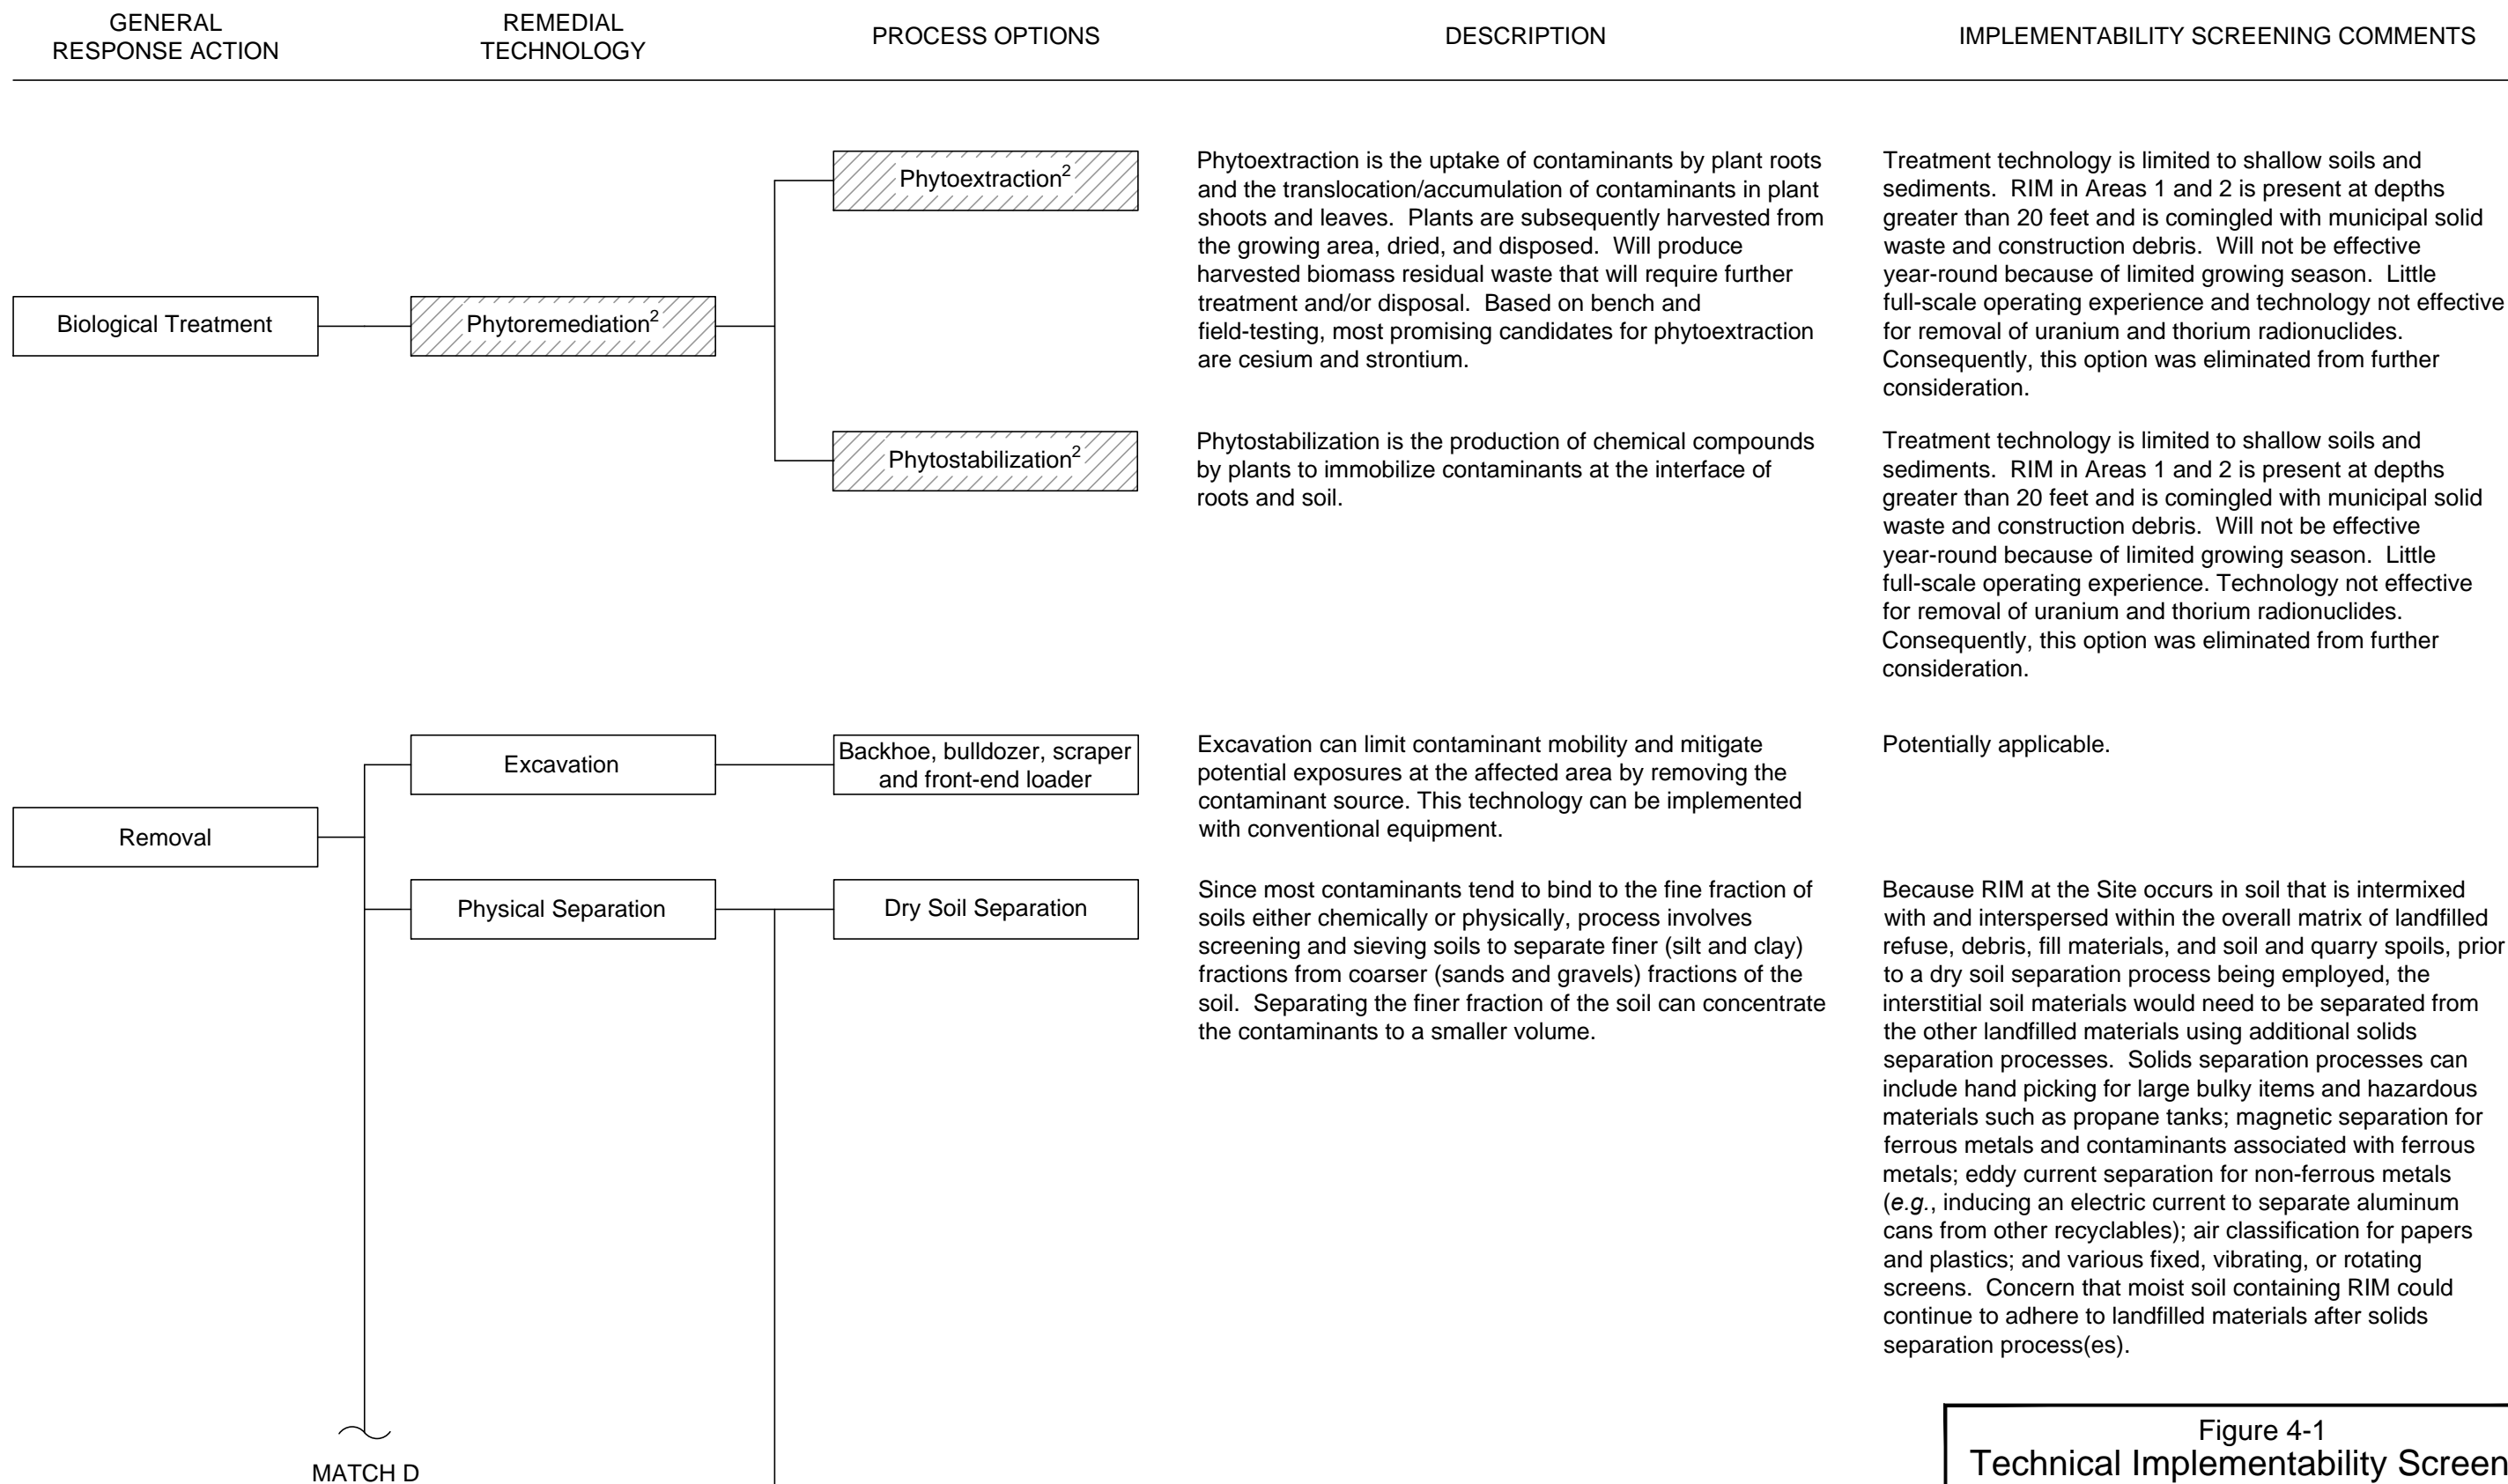 GENERAL
RESPONSE ACTION
REMEDIAL
TECHNOLOGY
PROCESS OPTIONS
DESCRIPTION
IMPLEMENTABILITY SCREENING COMMENTS
Biological Treatment
Phytoremediation2
Phytoextraction2
Phytoextraction is the uptake of contaminants by plant roots
and the translocation/accumulation of contaminants in plant
shoots and leaves. Plants are subsequently harvested from
the growing area, dried, and disposed. Will produce
harvested biomass residual waste that will require further
treatment and/or disposal. Based on bench and
field-testing, most promising candidates for phytoextraction
are cesium and strontium.
Treatment technology is limited to shallow soils and
sediments. RIM in Areas 1 and 2 is present at depths
greater than 20 feet and is comingled with municipal solid
waste and construction debris. Will not be effective
year-round because of limited growing season. Little
full-scale operating experience and technology not effective
for removal of uranium and thorium radionuclides.
Consequently, this option was eliminated from further
consideration.
Phytostabilization2
Phytostabilization is the production of chemical compounds
by plants to immobilize contaminants at the interface of
roots and soil.
Treatment technology is limited to shallow soils and
sediments. RIM in Areas 1 and 2 is present at depths
greater than 20 feet and is comingled with municipal solid
waste and construction debris. Will not be effective
year-round because of limited growing season. Little
full-scale operating experience. Technology not effective
for removal of uranium and thorium radionuclides.
Consequently, this option was eliminated from further
consideration.
Removal
Excavation
Backhoe, bulldozer, scraper
and front-end loader
Excavation can limit contaminant mobility and mitigate
potential exposures at the affected area by removing the
contaminant source. This technology can be implemented
with conventional equipment.
Potentially applicable.
Physical Separation
Dry Soil Separation
Since most contaminants tend to bind to the fine fraction of
soils either chemically or physically, process involves
screening and sieving soils to separate finer (silt and clay)
fractions from coarser (sands and gravels) fractions of the
soil. Separating the finer fraction of the soil can concentrate
the contaminants to a smaller volume.
Because RIM at the Site occurs in soil that is intermixed
with and interspersed within the overall matrix of landfilled
refuse, debris, fill materials, and soil and quarry spoils, prior
to a dry soil separation process being employed, the
interstitial soil materials would need to be separated from
the other landfilled materials using additional solids
separation processes. Solids separation processes can
include hand picking for large bulky items and hazardous
materials such as propane tanks; magnetic separation for
ferrous metals and contaminants associated with ferrous
metals; eddy current separation for non-ferrous metals
(e.g., inducing an electric current to separate aluminum
cans from other recyclables); air classification for papers
and plastics; and various fixed, vibrating, or rotating
screens. Concern that moist soil containing RIM could
continue to adhere to landfilled materials after solids
separation process(es).
MATCH D
Figure 4-1
Technical Implementability Screen